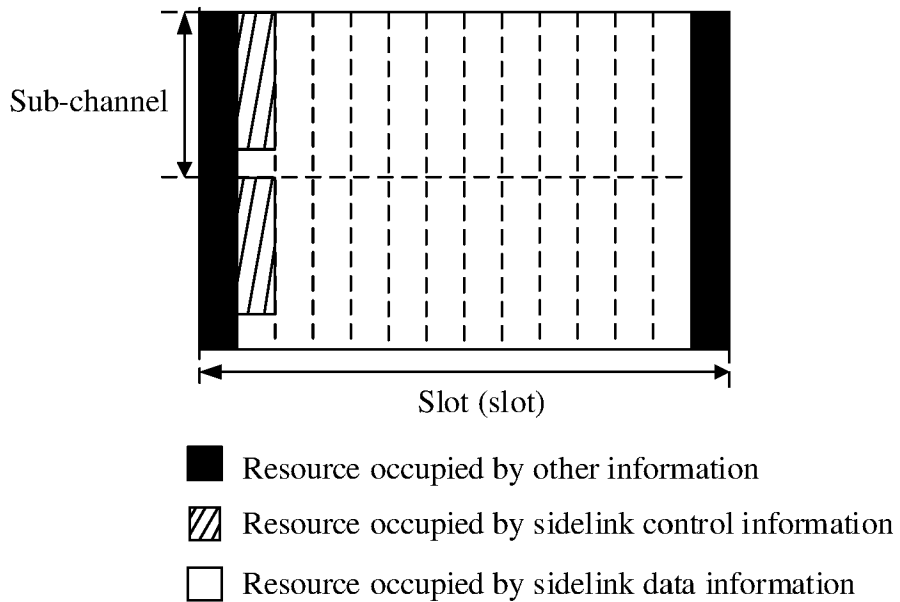 Sub-channel
Slot (slot)
Resource occupied by other information
Resource occupied by sidelink control information
Resource occupied by sidelink data information